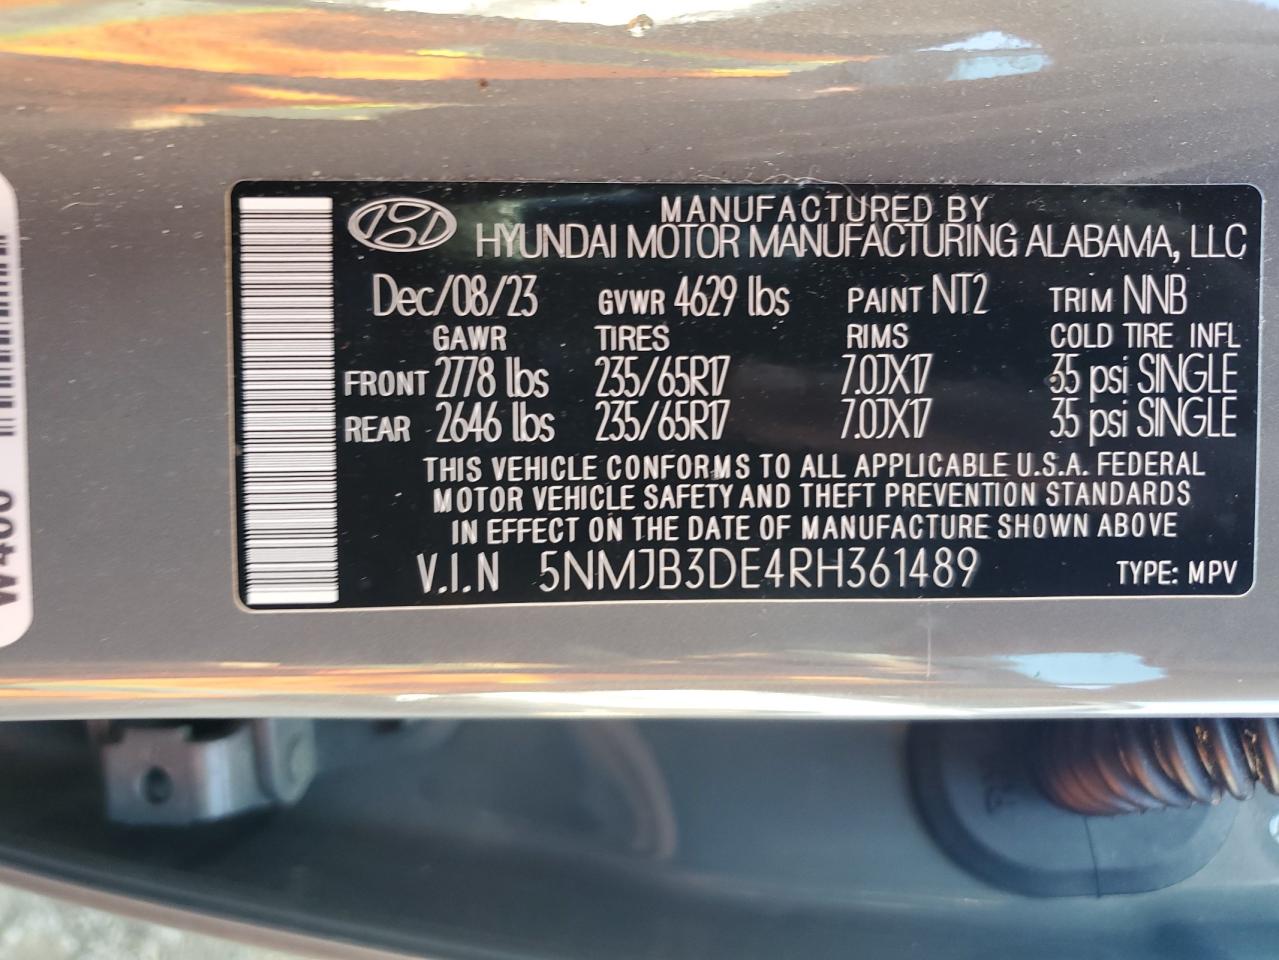 MANUFACTURED BY
HYUNDAI MOTOR MANUFACTURING ALABAMA, LLC
Dec/08/23 GVWR 4629 lbs PAINT NT2 TRIM NNB
GAWR TIRES RIMS COLD TIRE INFL
FRONT 2778 lbs 235/65R17 7.0JX17 35 psi SINGLE
REAR 2646 lbs 235/65R17 7.0JX17 35 psi SINGLE
THIS VEHICLE CONFORMS TO ALL APPLICABLE U.S.A. FEDERAL
MOTOR VEHICLE SAFETY AND THEFT PREVENTION STANDARDS
IN EFFECT ON THE DATE OF MANUFACTURE SHOWN ABOVE
V.I.N 5NMJB3DE4RH361489 TYPE: MPV